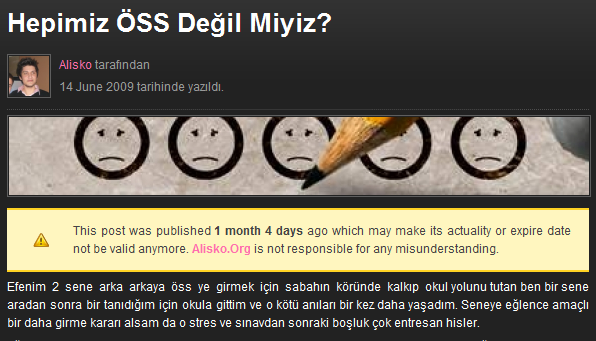 Hepimiz ÖSS Değil Miyiz?
Alisko tarafından
14 June 2009 tarihinde yazıldı.
This post was published 1 month 4 days ago which may make its actuality or expire date
not be valid anymore. Alisko.Org is not responsible for any misunderstanding.
Efenim 2 sene arka arkaya öss ye girmek için sabahın köründe kalkıp okul yolunu tutan ben bir sene
aradan sonra bir tanıdığım için okula gittim ve o kötü anıları bir kez daha yaşadım. Seneye eğlence amaçlı
bir daha girme kararı alsam da o stres ve sınavdan sonraki boşluk çok entresan hisler.